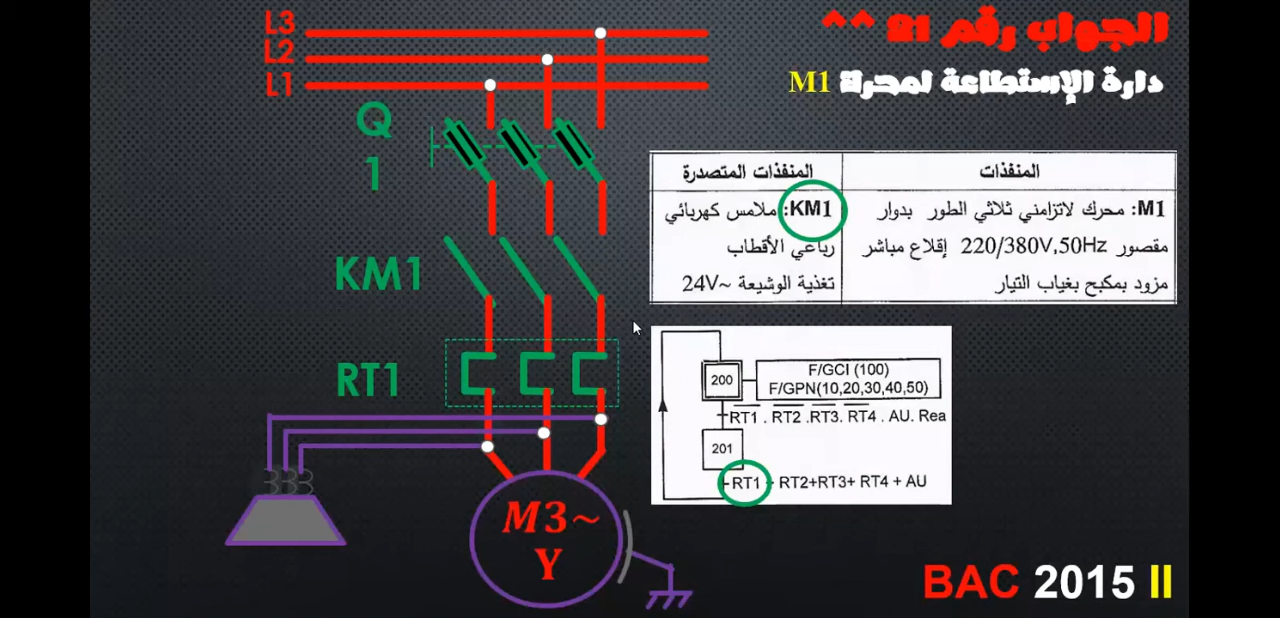 الجواب رقم 21 ^^
دارة الإستطاعة لمحرك M1
L3
L2
L1
Q
1
KM1
RT1
M3~
Y
المنفذات
المنفذات المتصدرة
M1: محرك لاتزامني ثلاثي الطور بدوار
مقصور 220/380V,50Hz إقلاع مباشر
مزود بمكبح بغياب التيار
KM1: ملامس كهربائي
رباعي الأقطاب
تغذية الوشيعة ~24V
200
F/GCI (100)
F/GPN(10,20,30,40,50)
RT1 . RT2 .RT3. RT4 . AU. Rea
201
RT1 + RT2+RT3+ RT4 + AU
BAC 2015 II